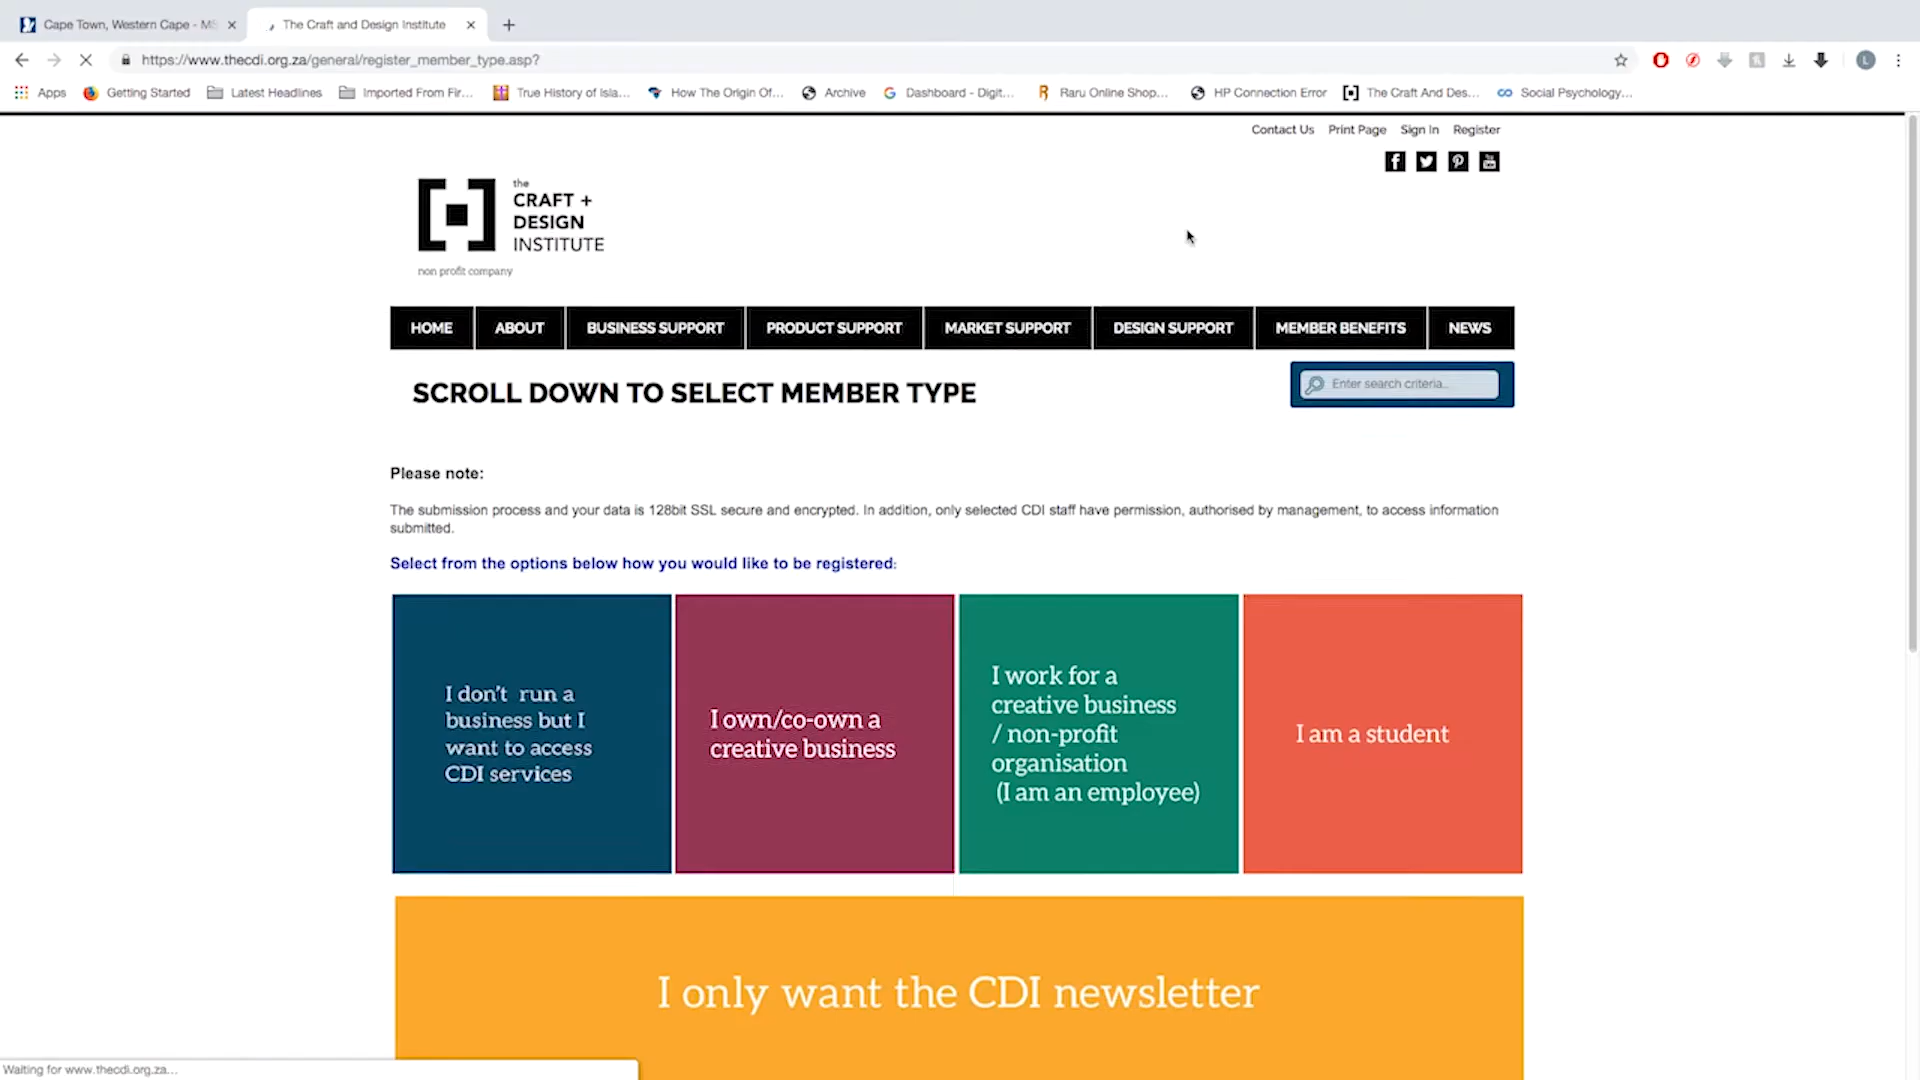 Cape Town, Western Cape - MS
The Craft and Design Institute
https://www.thecdi.org.za/general/register_member_type.asp?
Apps
Getting Started
Latest Headlines
Imported From Fir...
True History of Isla...
How The Origin Of...
Archive
Dashboard - Digit...
Raru Online Shop...
HP Connection Error
The Craft And Des...
Social Psychology...
Contact Us
Print Page
Sign In
Register
the
CRAFT +
DESIGN
INSTITUTE
non profit company
HOME
ABOUT
BUSINESS SUPPORT
PRODUCT SUPPORT
MARKET SUPPORT
DESIGN SUPPORT
MEMBER BENEFITS
NEWS
SCROLL DOWN TO SELECT MEMBER TYPE
Enter search criteria...
Please note:
The submission process and your data is 128bit SSL secure and encrypted. In addition, only selected CDI staff have permission, authorised by management, to access information
submitted.
Select from the options below how you would like to be registered:
I don't run a
business but I
want to access
CDI services
I own/co-own a
creative business
I work for a
creative business
/ non-profit
organisation
(I am an employee)
I am a student
I only want the CDI newsletter
Waiting for www.thecdi.org.za...